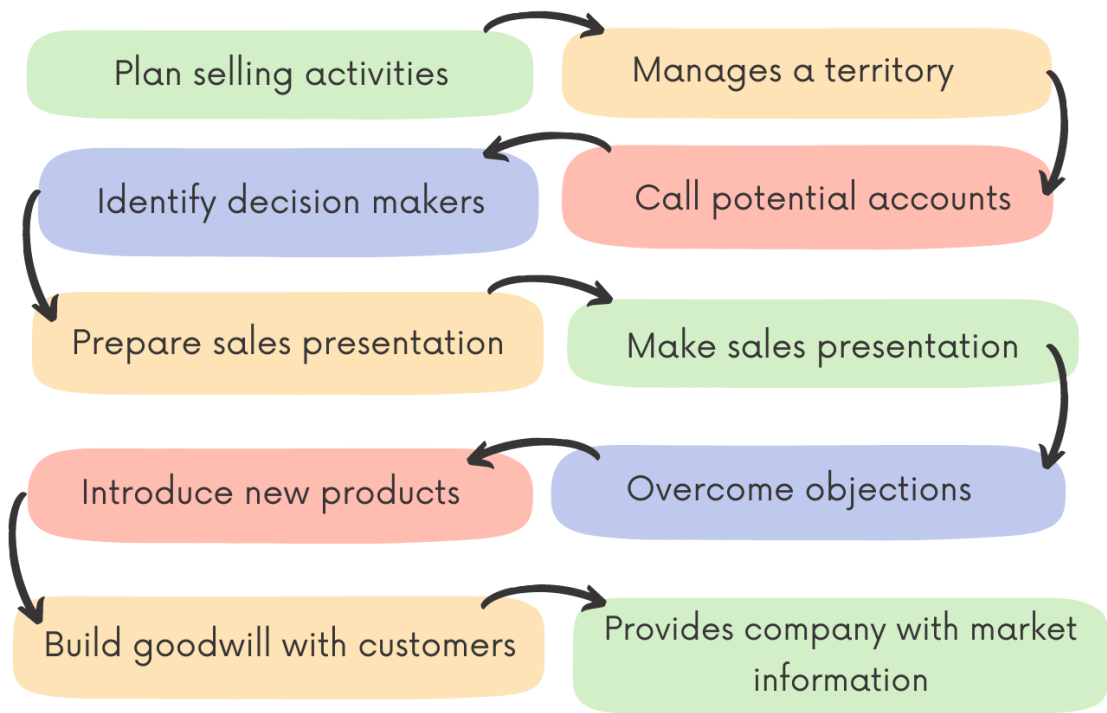 Plan selling activities
Manages a territory
Call potential accounts
Identify decision makers
Prepare sales presentation
Make sales presentation
Overcome objections
Introduce new products
Build goodwill with customers
Provides company with market
information